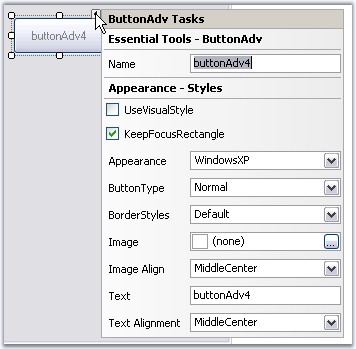 ButtonAdv Tasks
Essential Tools - ButtonAdv
buttonAdv4
Name buttonAdv4
Appearance - Styles
UseVisualStyle
KeepFocusRectangle
Appearance WindowsXP
ButtonType Normal
BorderStyles Default
Image (none) ...
Image Align MiddleCenter
Text buttonAdv4
Text Alignment MiddleCenter